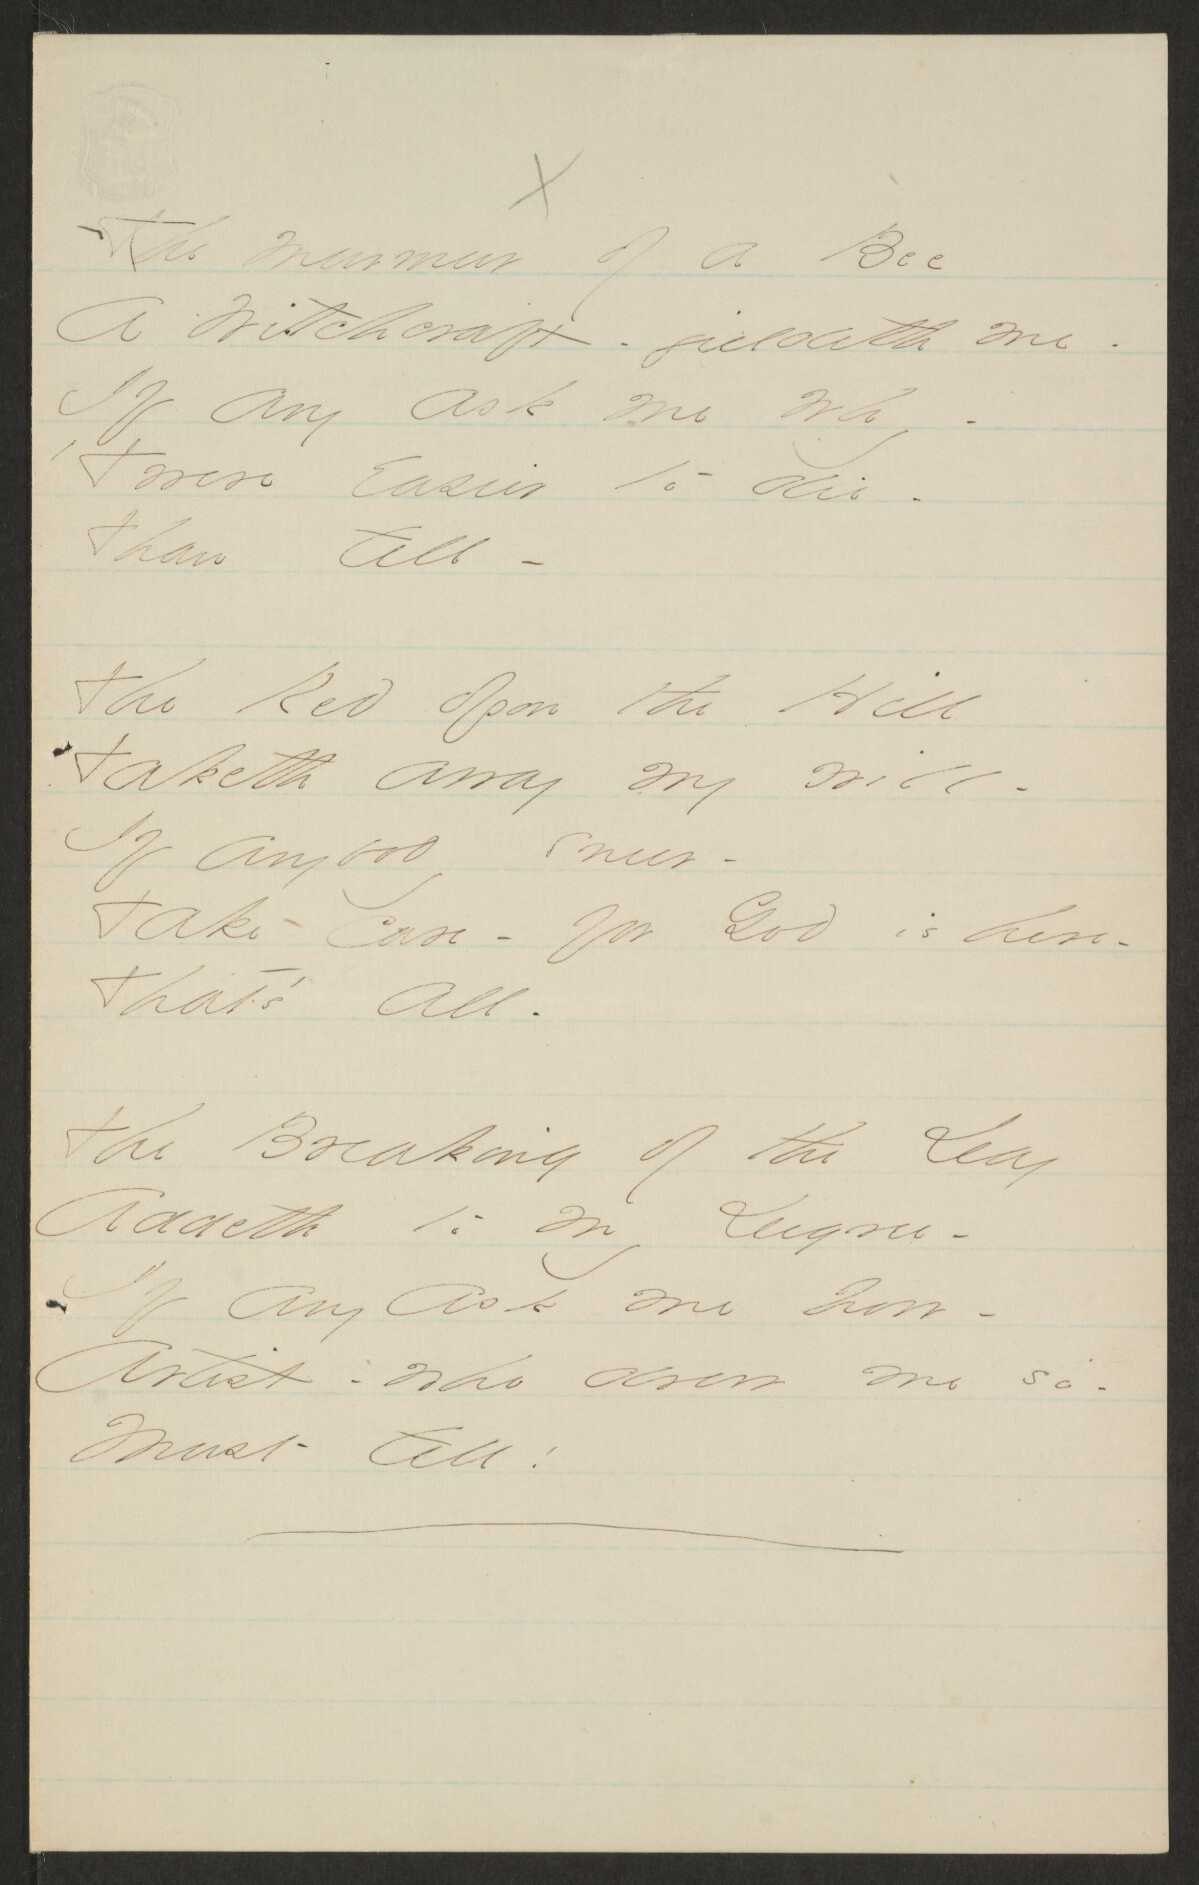 X
The murmur of a Bee
A Witchcraft - yieldeth me -
If any ask me why -
'Twere Easier to die -
Than tell -
The Red Upon the Hill
Taketh away my will -
If anybody sneer -
Take care - for God is here -
That's all.
The Breaking of the Day
Addeth to my Degree -
If any ask me how -
Artist - who drew me so -
Must tell!